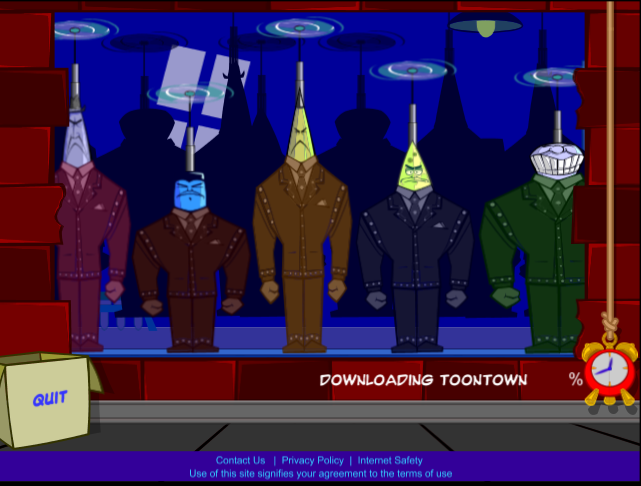 DOWNLOADING TOONTOWN %
QUIT
Contact Us | Privacy Policy | Internet Safety
Use of this site signifies your agreement to the terms of use